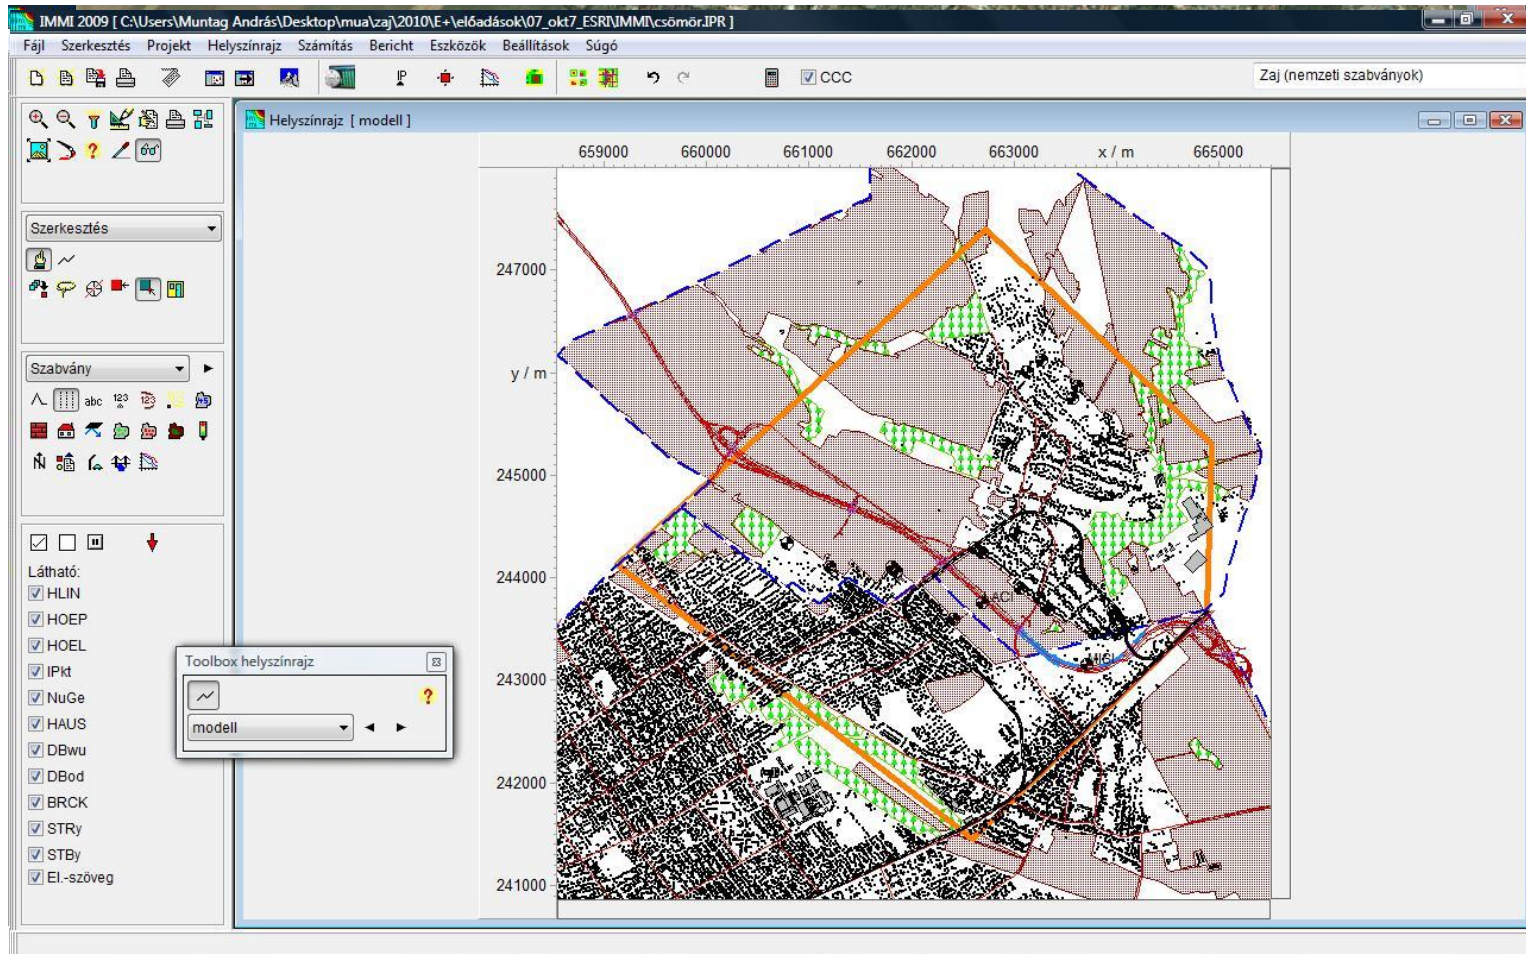 IMMI 2009 [ C:\Users\Muntag András\Desktop\mua\zaj\2010\E+\előadások\07_okt7_ESRI\IMMI\csömör.IPR ]
Fájl Szerkesztés Projekt Helyszínrajz Számítás Bericht Eszközök Beállítások Súgó
IP CCC Zaj (nemzeti szabványok)
Helyszínrajz [ modell ]
659000 660000 661000 662000 663000 x / m 665000
Szerkesztés
247000
y / m
Szabvány
abc 123 123
245000
244000
Látható:
HLIN
HOEP
HOEL
IPkt
NuGe
HAUS
DBwu
DBod
BRCK
STRy
STBy
El.-szöveg
Toolbox helyszínrajz
modell
243000
242000
241000